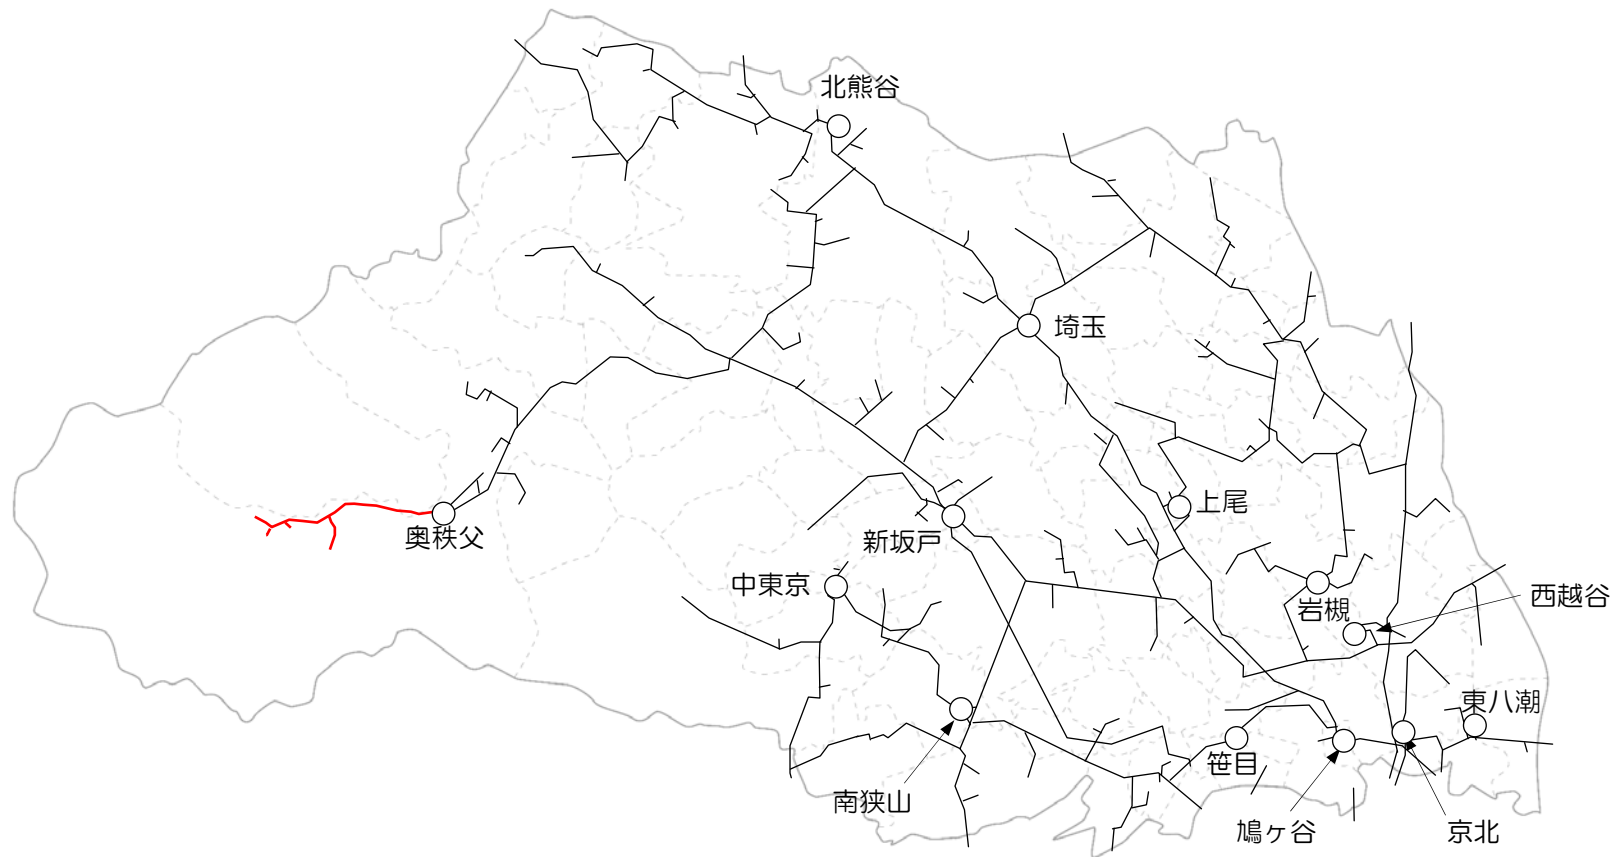 北熊谷
埼玉
上尾
奥秩父
新坂戸
中東京
岩槻
西越谷
東八潮
笹目
南狭山
鳩ヶ谷
京北